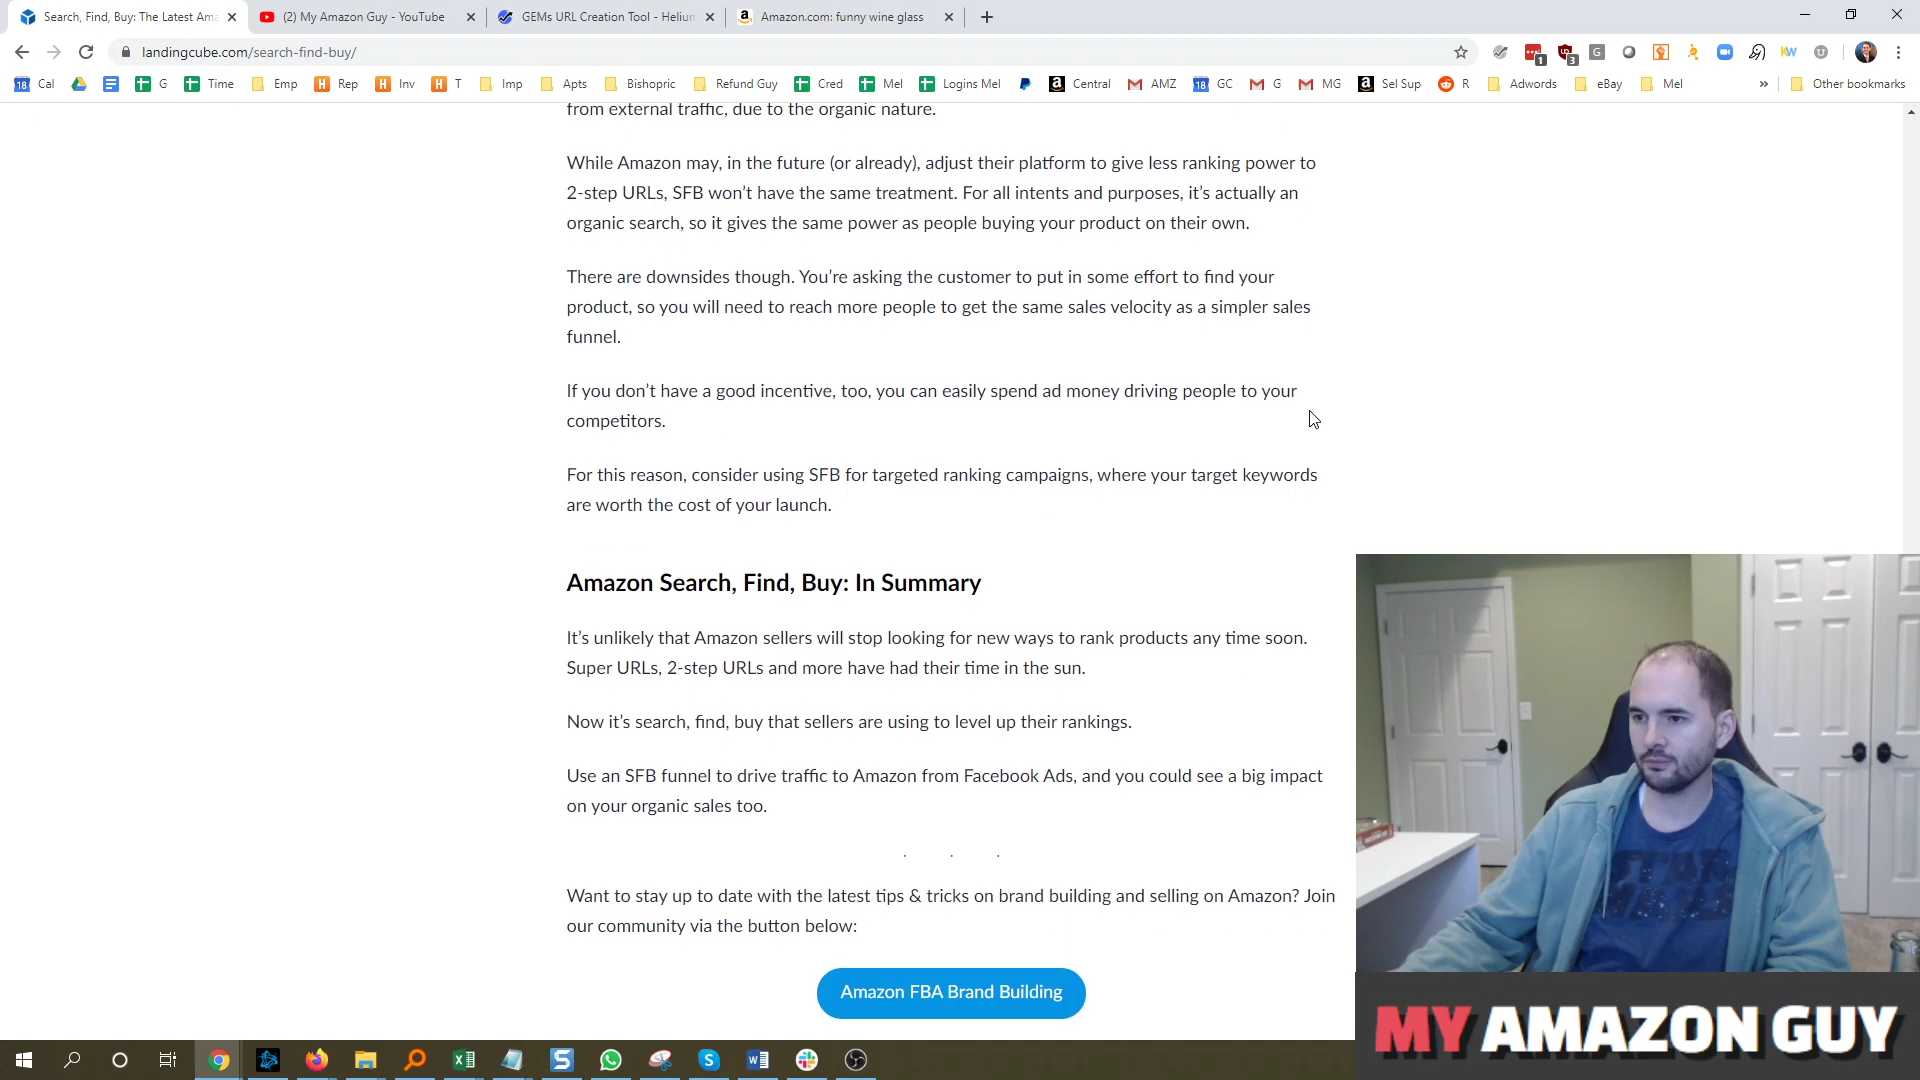 Search, Find, Buy: The Latest Ama
(2) My Amazon Guy - YouTube
GEMs URL Creation Tool - Helium
Amazon.com: funny wine glass
landingcube.com/search-find-buy/
Cal G Time Emp Rep Inv T Imp Apts Bishopric Refund Guy Cred Mel Logins Mel Central AMZ GC G MG Sel Sup R Adwords eBay Mel » Other bookmarks
from external traffic, due to the organic nature.
While Amazon may, in the future (or already), adjust their platform to give less ranking power to
2-step URLs, SFB won’t have the same treatment. For all intents and purposes, it’s actually an
organic search, so it gives the same power as people buying your product on their own.
There are downsides though. You’re asking the customer to put in some effort to find your
product, so you will need to reach more people to get the same sales velocity as a simpler sales
funnel.
If you don’t have a good incentive, too, you can easily spend ad money driving people to your
competitors.
For this reason, consider using SFB for targeted ranking campaigns, where your target keywords
are worth the cost of your launch.
Amazon Search, Find, Buy: In Summary
It’s unlikely that Amazon sellers will stop looking for new ways to rank products any time soon.
Super URLs, 2-step URLs and more have had their time in the sun.
Now it’s search, find, buy that sellers are using to level up their rankings.
Use an SFB funnel to drive traffic to Amazon from Facebook Ads, and you could see a big impact
on your organic sales too.
. . .
Want to stay up to date with the latest tips & tricks on brand building and selling on Amazon? Join
our community via the button below:
Amazon FBA Brand Building
MY AMAZON GUY